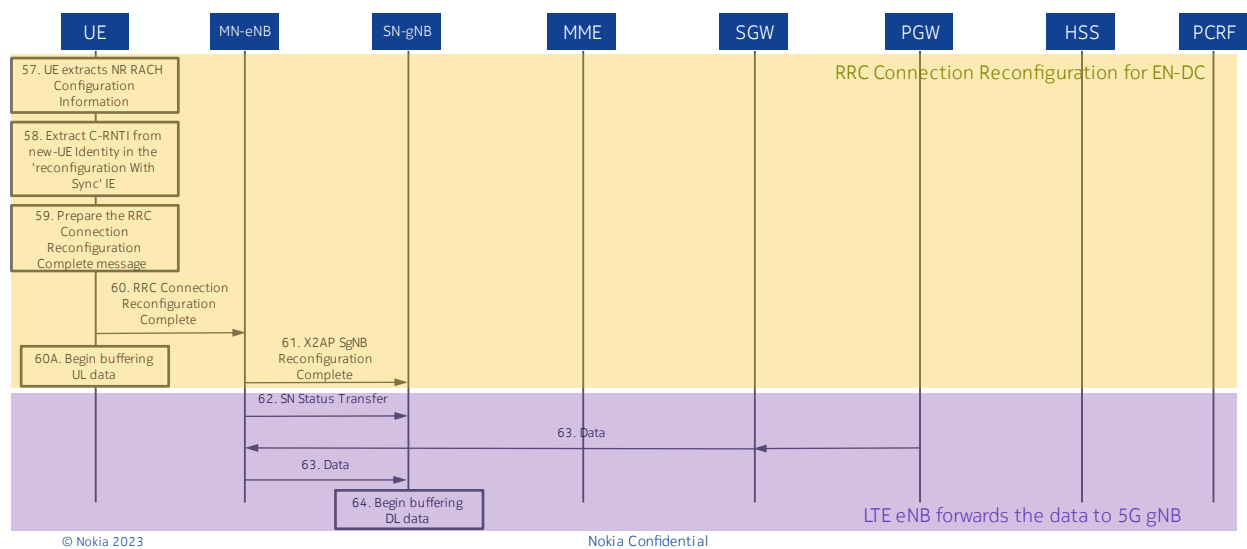 UE MN-eNB SN-gNB MME SGW PGW HSS PCRF
RRC Connection Reconfiguration for EN-DC
57. UE extracts NR RACH
Configuration
Information
58. Extract C-RNTI from
new-UE Identity in the
'reconfiguration With
Sync' IE
59. Prepare the RRC
Connection
Reconfiguration
Complete message
60. RRC Connection
Reconfiguration
Complete
60A. Begin buffering
UL data
61. X2AP SgNB
Reconfiguration
Complete
62. SN Status Transfer
63. Data
63. Data
64. Begin buffering
DL data
LTE eNB forwards the data to 5G gNB
© Nokia 2023
Nokia Confidential